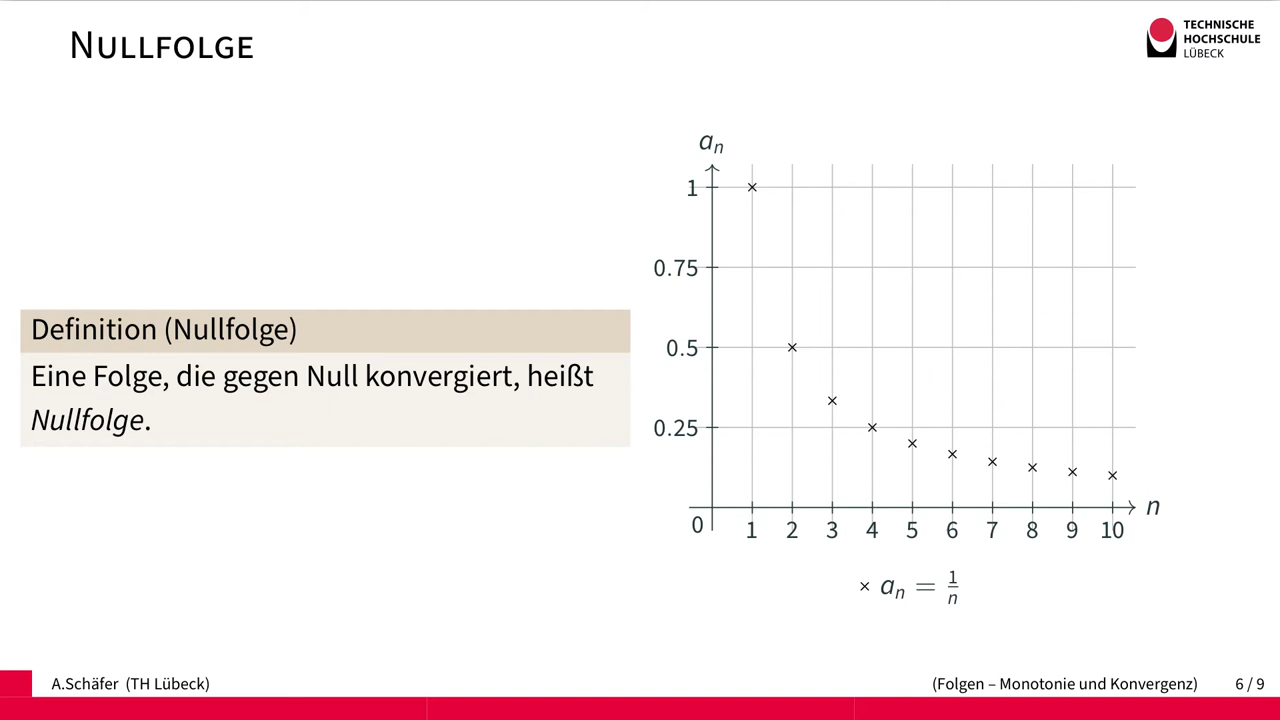 Nullfolge
TECHNISCHE
HOCHSCHULE
LÜBECK
Definition (Nullfolge)
Eine Folge, die gegen Null konvergiert, heißt
Nullfolge.
aₙ
1
0.75
0.5
0.25
0
1 2 3 4 5 6 7 8 9 10
n
× aₙ = 1/n
A.Schäfer (TH Lübeck)
(Folgen – Monotonie und Konvergenz)
6 / 9